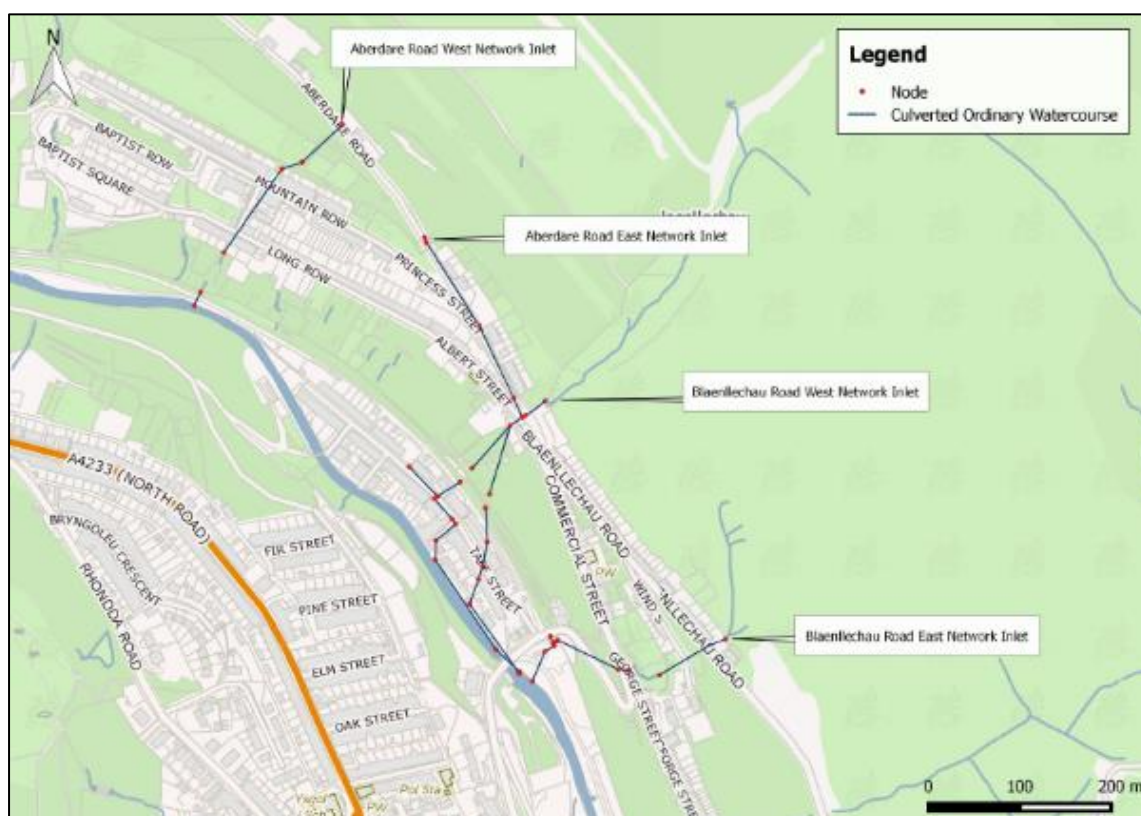 N
Aberdare Road West Network Inlet
Legend
Node
Culverted Ordinary Watercourse
ABERDARE ROAD
BAPTIST ROW
BAPTIST SQUARE
MOUNTAIN ROW
Aberdare Road East Network Inlet
LONG ROW
PRINCESS STREET
ALBERT STREET
Blaenllechau Road West Network Inlet
BLAENLLECHAU ROAD
A4233 (NORTH ROAD)
COMMERCIAL STREET
BRYNGOLEU CRESCENT
FIR STREET
RHONDDA ROAD
PW
WIND S
PINE STREET
NLLECHAU ROAD
Blaenllechau Road East Network Inlet
ELM STREET
GEORGE STREET
OAK STREET
FORGE STRE
Pol Sta
PW
0 100 200 m